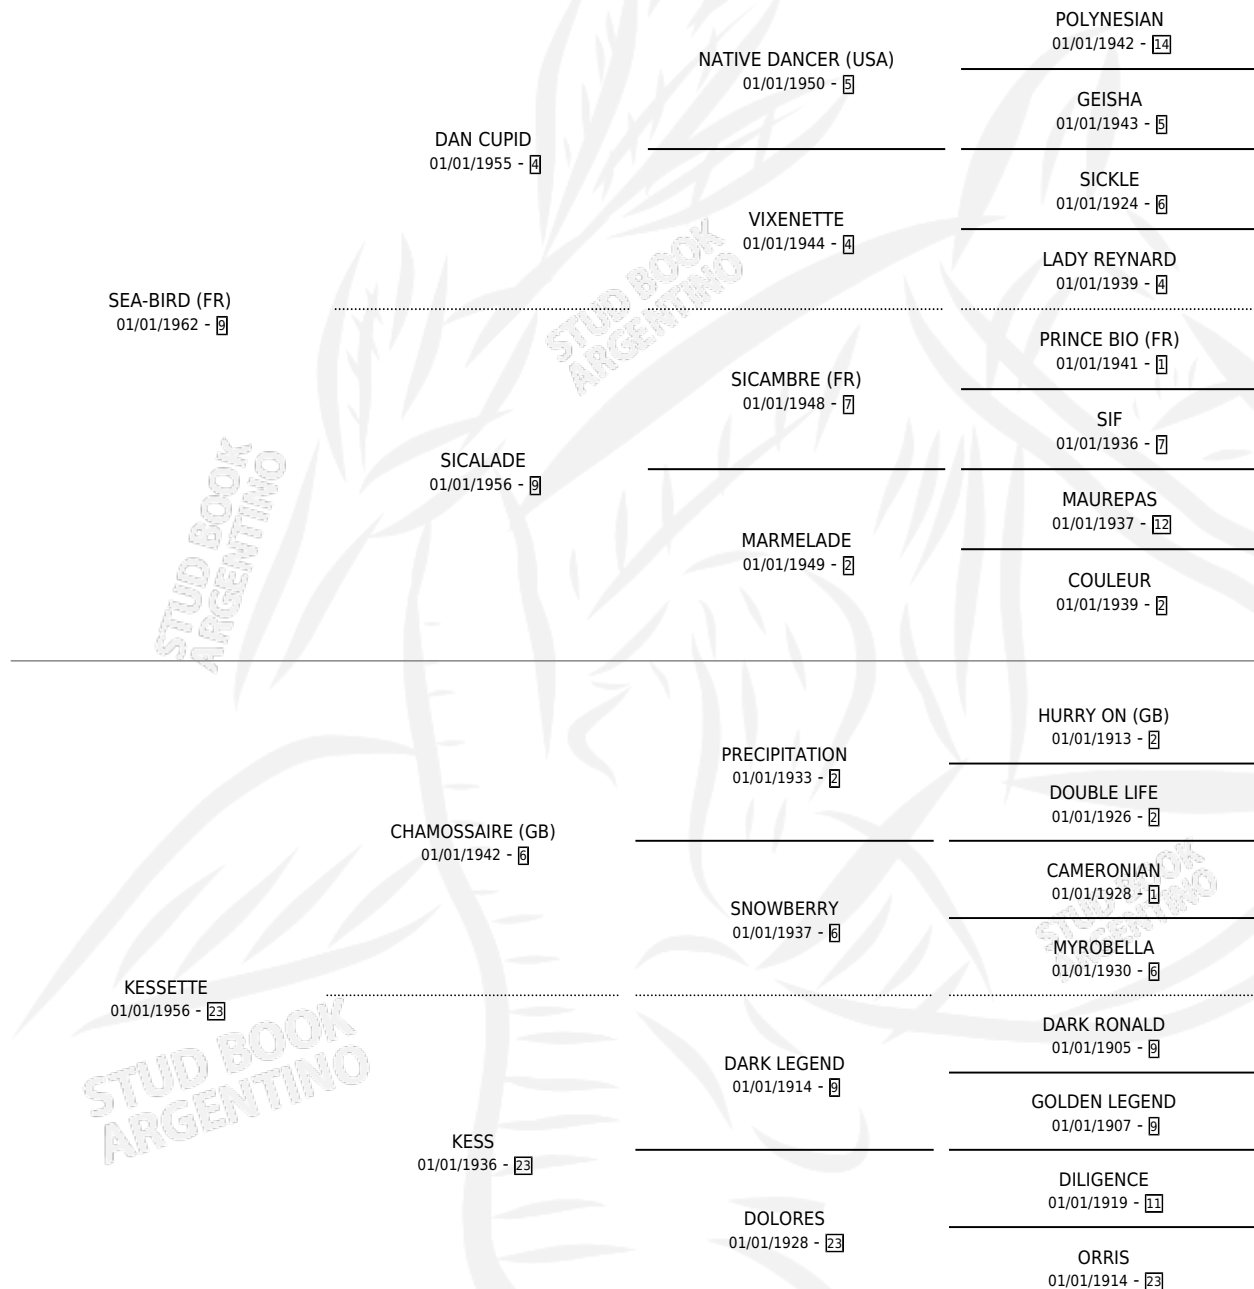 POLYNESIAN
01/01/1942 - 14
NATIVE DANCER (USA)
01/01/1950 - 5
GEISHA
01/01/1943 - 5
DAN CUPID
01/01/1955 - 4
SICKLE
01/01/1924 - 6
VIXENETTE
01/01/1944 - 4
LADY REYNARD
01/01/1939 - 4
SEA-BIRD (FR)
01/01/1962 - 9
PRINCE BIO (FR)
01/01/1941 - 1
SICAMBRE (FR)
01/01/1948 - 7
SIF
01/01/1936 - 7
SICALADE
01/01/1956 - 9
MAUREPAS
01/01/1937 - 12
MARMELADE
01/01/1949 - 2
COULEUR
01/01/1939 - 2
HURRY ON (GB)
01/01/1913 - 2
PRECIPITATION
01/01/1933 - 2
DOUBLE LIFE
01/01/1926 - 2
CHAMOSSAIRE (GB)
01/01/1942 - 6
CAMERONIAN
01/01/1928 - 1
SNOWBERRY
01/01/1937 - 6
MYROBELLA
01/01/1930 - 6
KESSETTE
01/01/1956 - 23
DARK RONALD
01/01/1905 - 9
DARK LEGEND
01/01/1914 - 9
GOLDEN LEGEND
01/01/1907 - 9
KESS
01/01/1936 - 23
DILIGENCE
01/01/1919 - 11
DOLORES
01/01/1928 - 23
ORRIS
01/01/1914 - 23
STUD BOOK
ARGENTINO
STUD BOOK
ARGENTINO
STUD BOOK
ARGENTINO
STUD BOOK
ARGENTINO